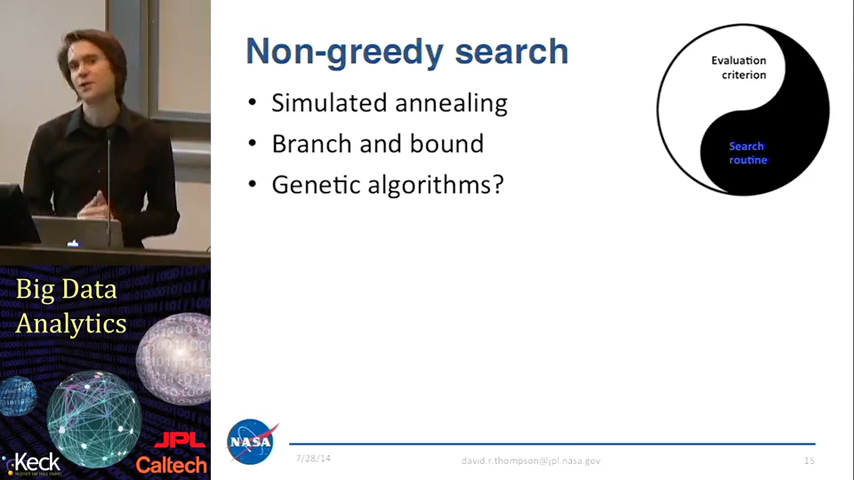 Non-greedy search
• Simulated annealing
• Branch and bound
• Genetic algorithms?
Evaluation
criterion
Search
routine
Big Data
Analytics
JPL
Keck
Caltech
NASA
7/28/14
david.r.thompson@jpl.nasa.gov
15